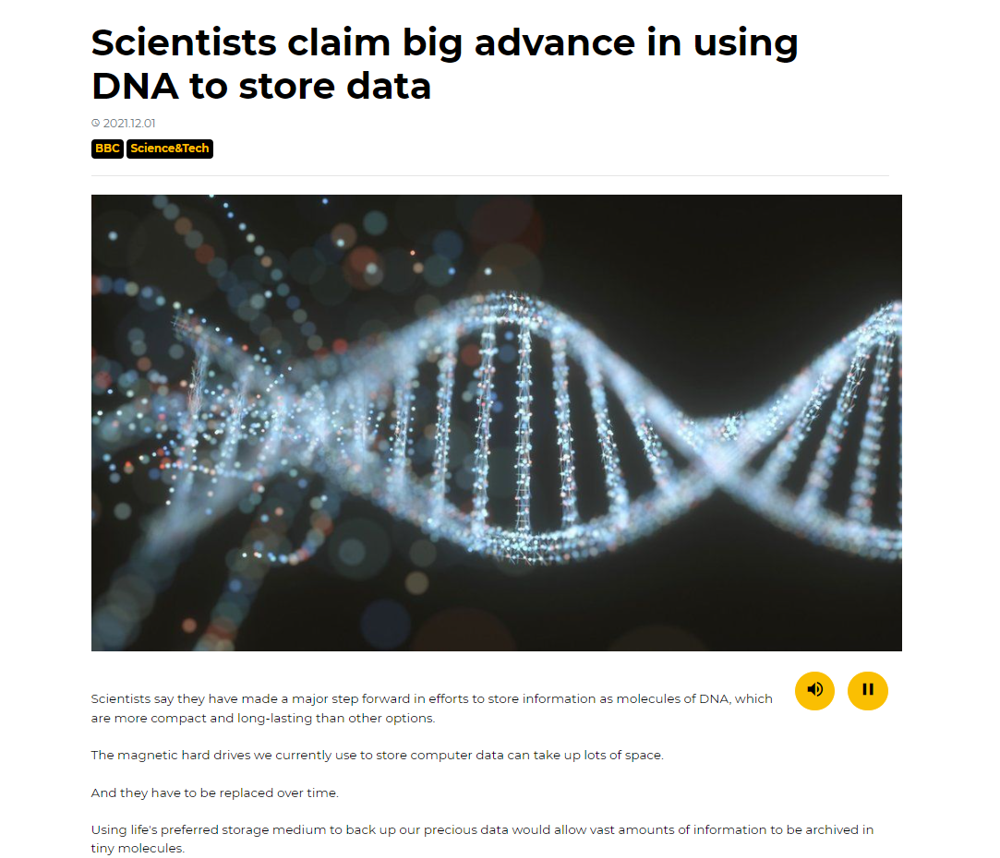 Scientists claim big advance in using
DNA to store data
2021.12.01
BBC Science&Tech
Scientists say they have made a major step forward in efforts to store information as molecules of DNA, which
are more compact and long-lasting than other options.
The magnetic hard drives we currently use to store computer data can take up lots of space.
And they have to be replaced over time.
Using life's preferred storage medium to back up our precious data would allow vast amounts of information to be archived in
tiny molecules.